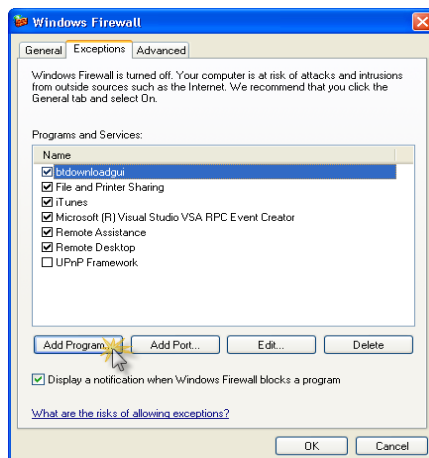 Windows Firewall
General Exceptions Advanced
Windows Firewall is turned off. Your computer is at risk of attacks and intrusions
from outside sources such as the Internet. We recommend that you click the
General tab and select On.
Programs and Services:
Name
btdownloadgui
File and Printer Sharing
iTunes
Microsoft (R) Visual Studio VSA RPC Event Creator
Remote Assistance
Remote Desktop
UPnP Framework
Add Program... Add Port... Edit... Delete
Display a notification when Windows Firewall blocks a program
What are the risks of allowing exceptions?
OK Cancel